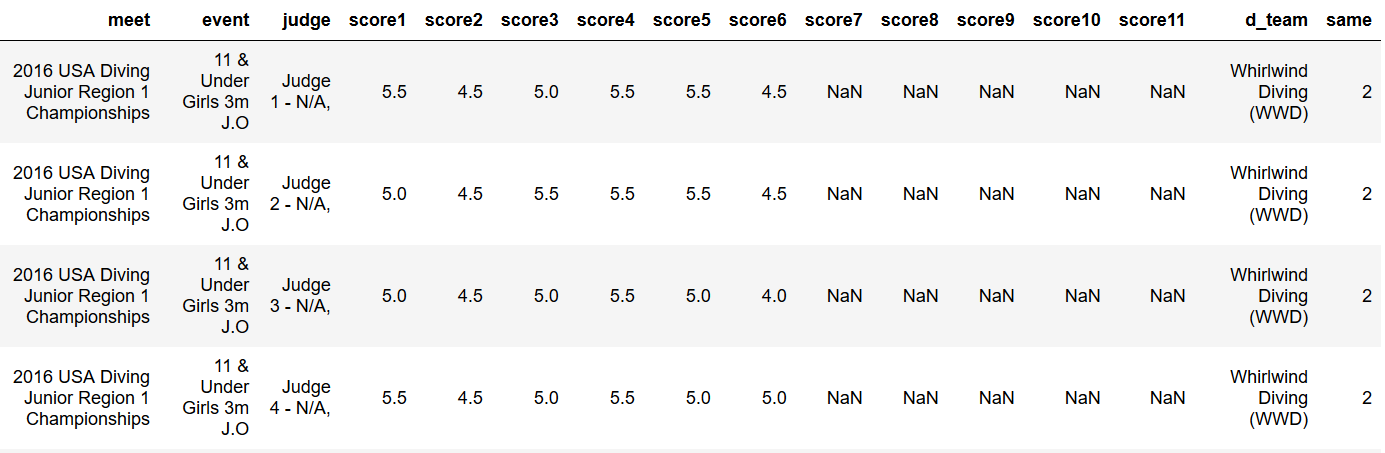 meet event judge score1 score2 score3 score4 score5 score6 score7 score8 score9 score10 score11 d_team same
2016 USA Diving Junior Region 1 Championships 11 & Under Girls 3m J.O Judge 1 - N/A, 5.5 4.5 5.0 5.5 5.5 4.5 NaN NaN NaN NaN NaN Whirlwind Diving (WWD) 2
2016 USA Diving Junior Region 1 Championships 11 & Under Girls 3m J.O Judge 2 - N/A, 5.0 4.5 5.5 5.5 5.5 4.5 NaN NaN NaN NaN NaN Whirlwind Diving (WWD) 2
2016 USA Diving Junior Region 1 Championships 11 & Under Girls 3m J.O Judge 3 - N/A, 5.0 4.5 5.0 5.5 5.0 4.0 NaN NaN NaN NaN NaN Whirlwind Diving (WWD) 2
2016 USA Diving Junior Region 1 Championships 11 & Under Girls 3m J.O Judge 4 - N/A, 5.5 4.5 5.0 5.5 5.0 5.0 NaN NaN NaN NaN NaN Whirlwind Diving (WWD) 2